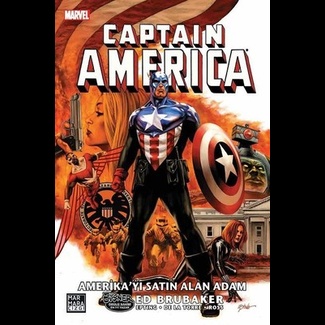 MARVEL
CAPTAIN
AMERICA
AMERİKA'YI SATIN ALAN ADAM
MARMARA ÇİZGİ
ED BRUBAKER
EPTING · DE LA TORRE · ROSS